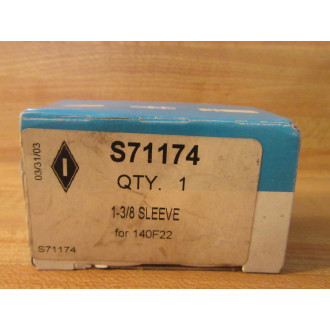 03/31/03
I
S71174
QTY. 1
1-3/8 SLEEVE
for 140F22
S71174